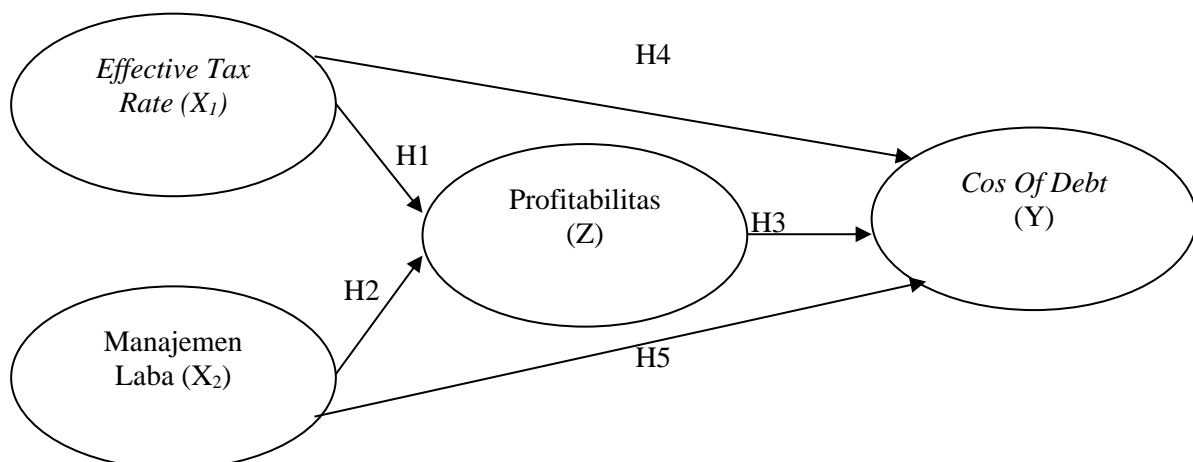 H4
Effective Tax
Rate (X₁)
H1
Profitabilitas
(Z)
H3
Cos Of Debt
(Y)
H2
Manajemen
Laba (X₂)
H5